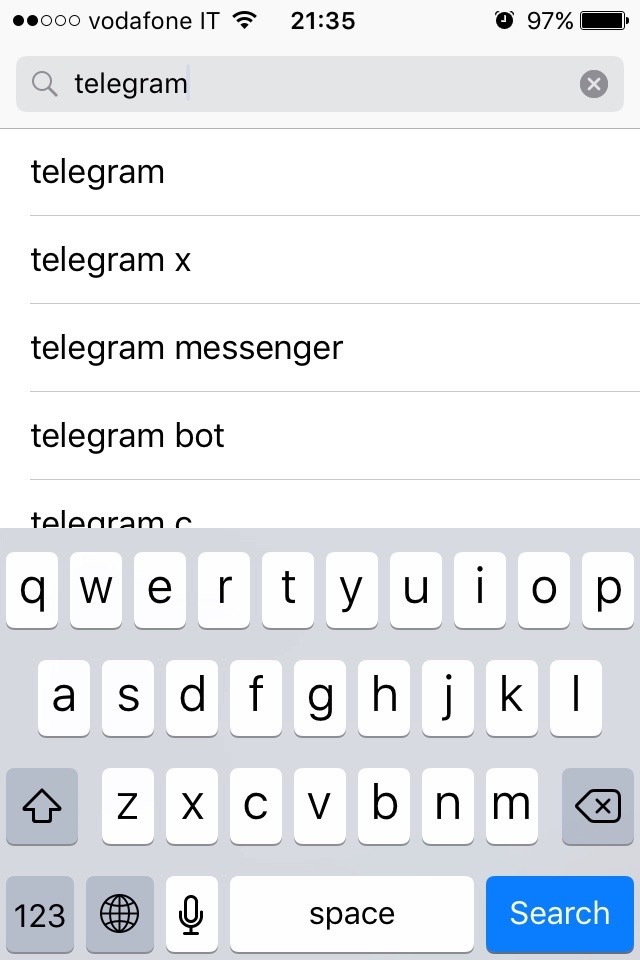 vodafone IT 21:35 97%
telegram
telegram
telegram x
telegram messenger
telegram bot
telegram c
q w e r t y u i o p
a s d f g h j k l
z x c v b n m
123 space Search